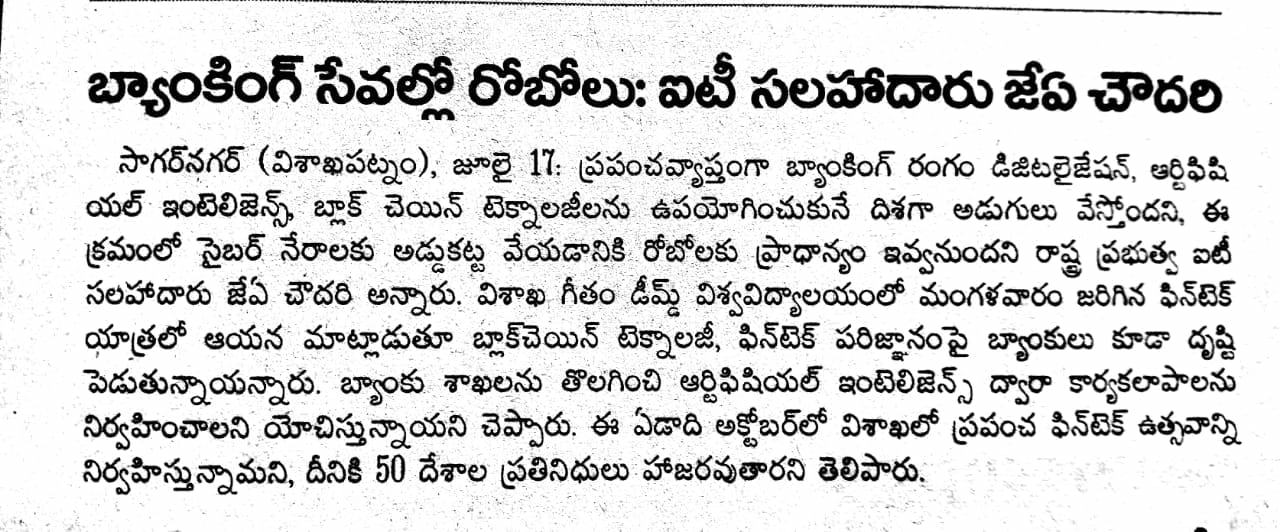 బ్యాంకింగ్ సేవల్లో రోబోలు: ఐటీ సలహాదారు జేఏ చౌదరి
సాగర్‌నగర్ (విశాఖపట్నం), జూలై 17: ప్రపంచవ్యాప్తంగా బ్యాంకింగ్ రంగం డిజిటలైజేషన్, ఆర్టిఫిషి
యల్ ఇంటెలిజెన్స్, బ్లాక్ చెయిన్ టెక్నాలజీలను ఉపయోగించుకునే దిశగా అడుగులు వేస్తోందని, ఈ
క్రమంలో సైబర్ నేరాలకు అడ్డుకట్ట వేయడానికి రోబోలకు ప్రాధాన్యం ఇవ్వనుందని రాష్ట్ర ప్రభుత్వ ఐటీ
సలహాదారు జేఏ చౌదరి అన్నారు. విశాఖ గీతం డీమ్డ్ విశ్వవిద్యాలయంలో మంగళవారం జరిగిన ఫిన్‌టెక్
యాత్రలో ఆయన మాట్లాడుతూ బ్లాక్‌చెయిన్ టెక్నాలజీ, ఫిన్‌టెక్ పరిజ్ఞానంపై బ్యాంకులు కూడా దృష్టి
పెడుతున్నాయన్నారు. బ్యాంకు శాఖలను తొలగించి ఆర్టిఫిషియల్ ఇంటెలిజెన్స్ ద్వారా కార్యకలాపాలను
నిర్వహించాలని యోచిస్తున్నాయని చెప్పారు. ఈ ఏడాది అక్టోబర్‌లో విశాఖలో ప్రపంచ ఫిన్‌టెక్ ఉత్సవాన్ని
నిర్వహిస్తున్నామని, దీనికి 50 దేశాల ప్రతినిధులు హాజరవుతారని తెలిపారు.